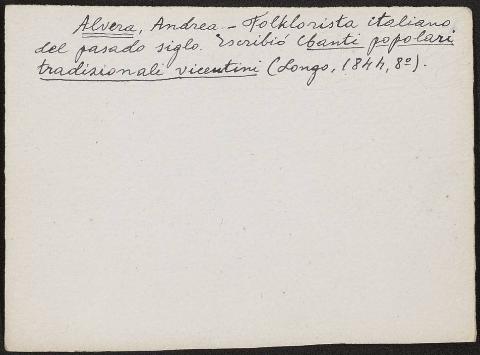 Alvera, Andrea.- Folklorista italiano
del pasado siglo. Escribió Canti popolari
tradizionali vicentini (Longo, 1844, 8º).